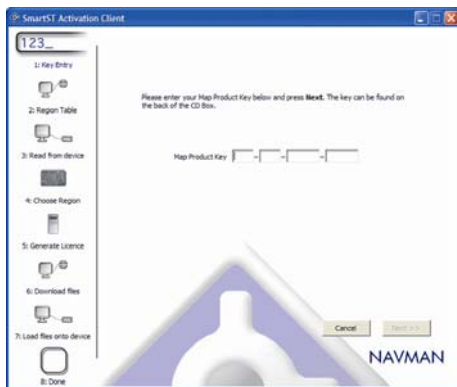 SmartST Activation Client
123_
1: Key Entry
2: Region Table
3: Read from device
4: Choose Region
5: Generate Licence
6: Download files
7: Load files onto device
8: Done
Please enter your Map Product Key below and press Next. The key can be found on
the back of the CD Box.
Map Product Key - - -
Cancel Next >>
NAVMAN